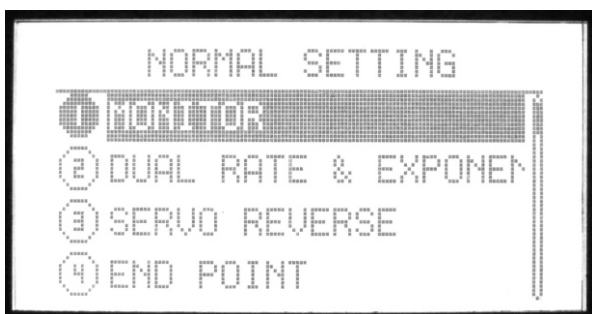 NORMAL SETTING
1 MONITOR
2 DUAL RATE & EXPONEN
3 SERVO REVERSE
4 END POINT